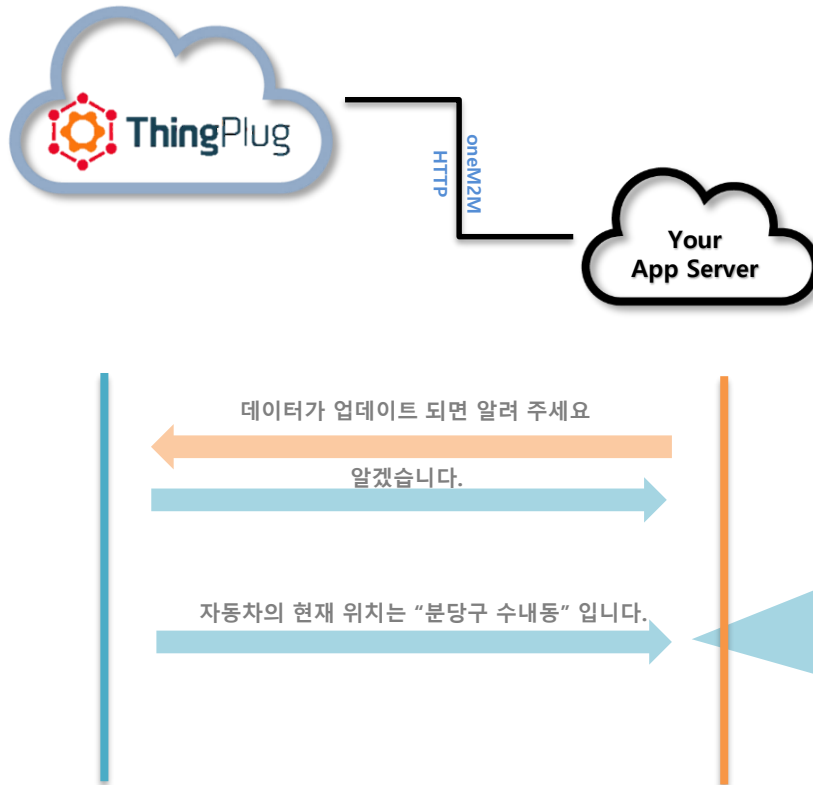 ThingPlug
oneM2M
HTTP
Your
App Server
데이터가 업데이트 되면 알려 주세요
알겠습니다.
자동차의 현재 위치는 “분당구 수내동” 입니다.